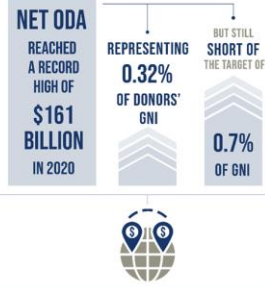 NET ODA
REACHED
A RECORD
HIGH OF
$161
BILLION
IN 2020
REPRESENTING
0.32%
OF DONORS'
GNI
BUT STILL
SHORT OF
THE TARGET OF
0.7%
OF GNI
$ $